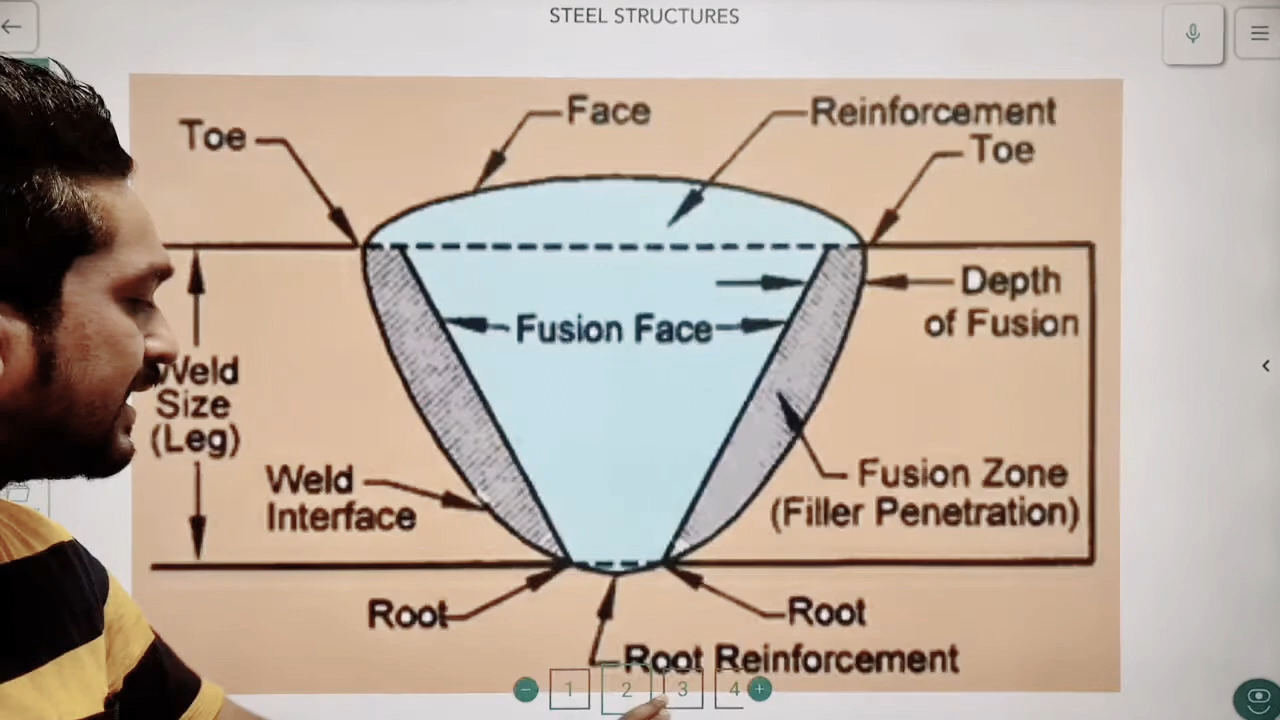 STEEL STRUCTURES
Face
Reinforcement
Toe
Toe
Depth
of Fusion
Fusion Face
Weld
Size
(Leg)
Weld
Interface
Fusion Zone
(Filler Penetration)
Root
Root
Root Reinforcement
1 2 3 4